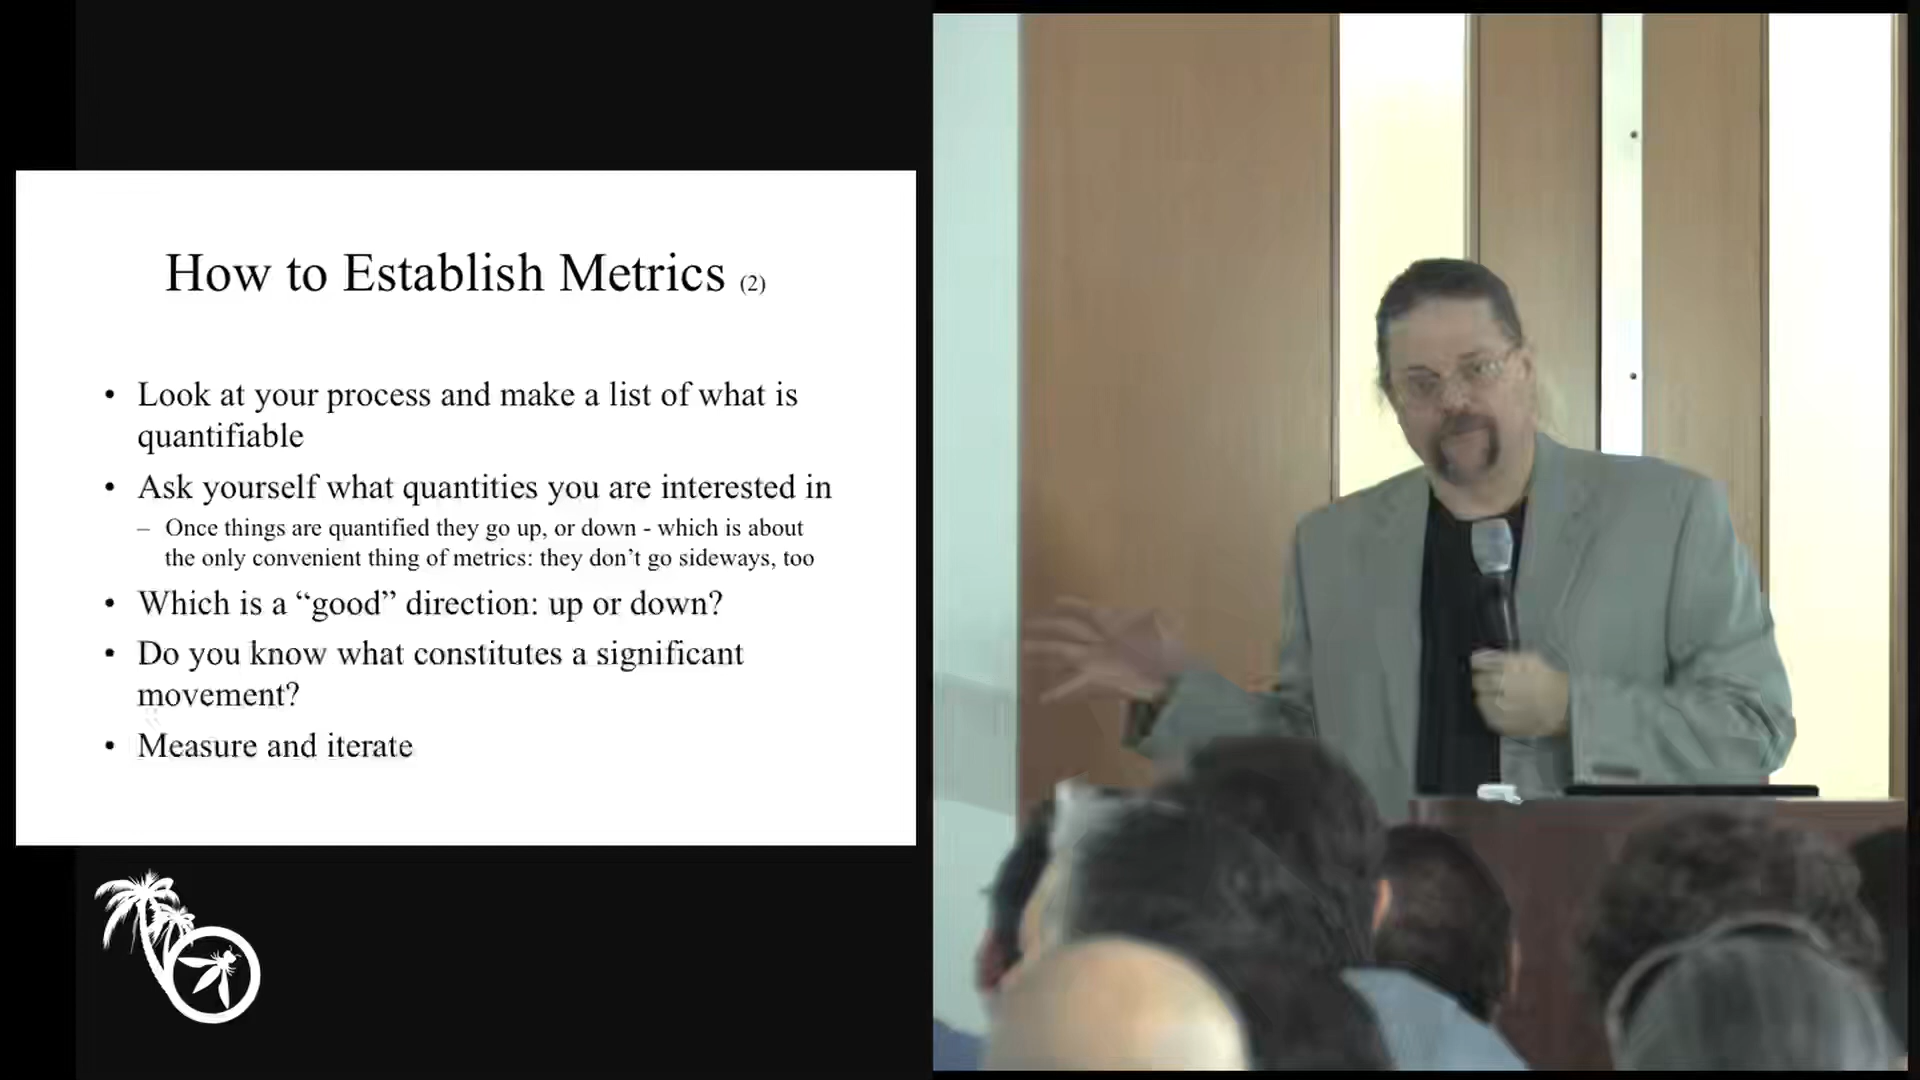 How to Establish Metrics (2)
• Look at your process and make a list of what is
quantifiable
• Ask yourself what quantities you are interested in
– Once things are quantified they go up, or down - which is about
the only convenient thing of metrics: they don’t go sideways, too
• Which is a “good” direction: up or down?
• Do you know what constitutes a significant
movement?
• Measure and iterate